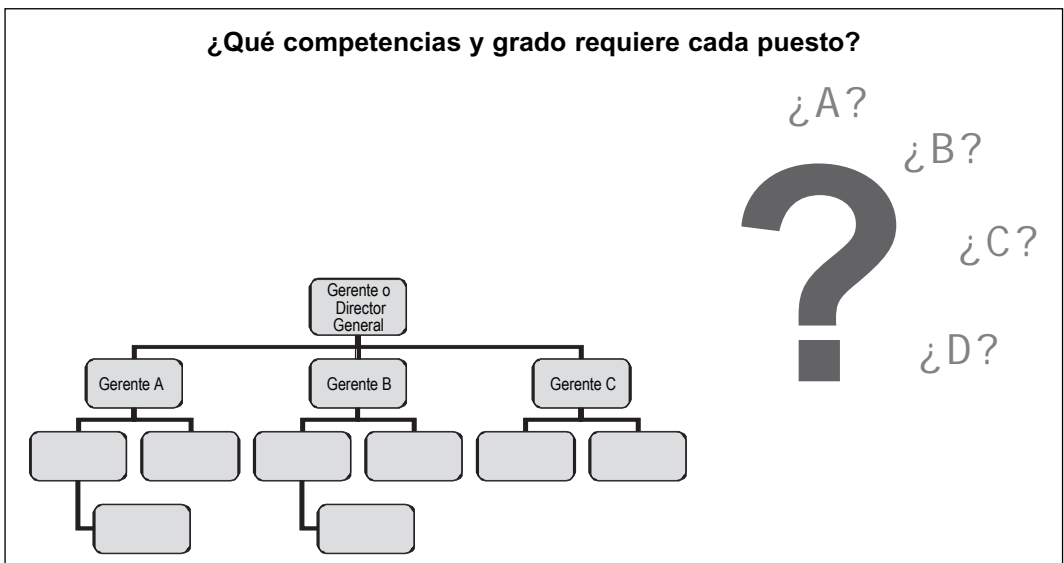 ¿Qué competencias y grado requiere cada puesto?
¿A?
¿B?
?
¿C?
¿D?
Gerente o
Director
General
Gerente A
Gerente B
Gerente C